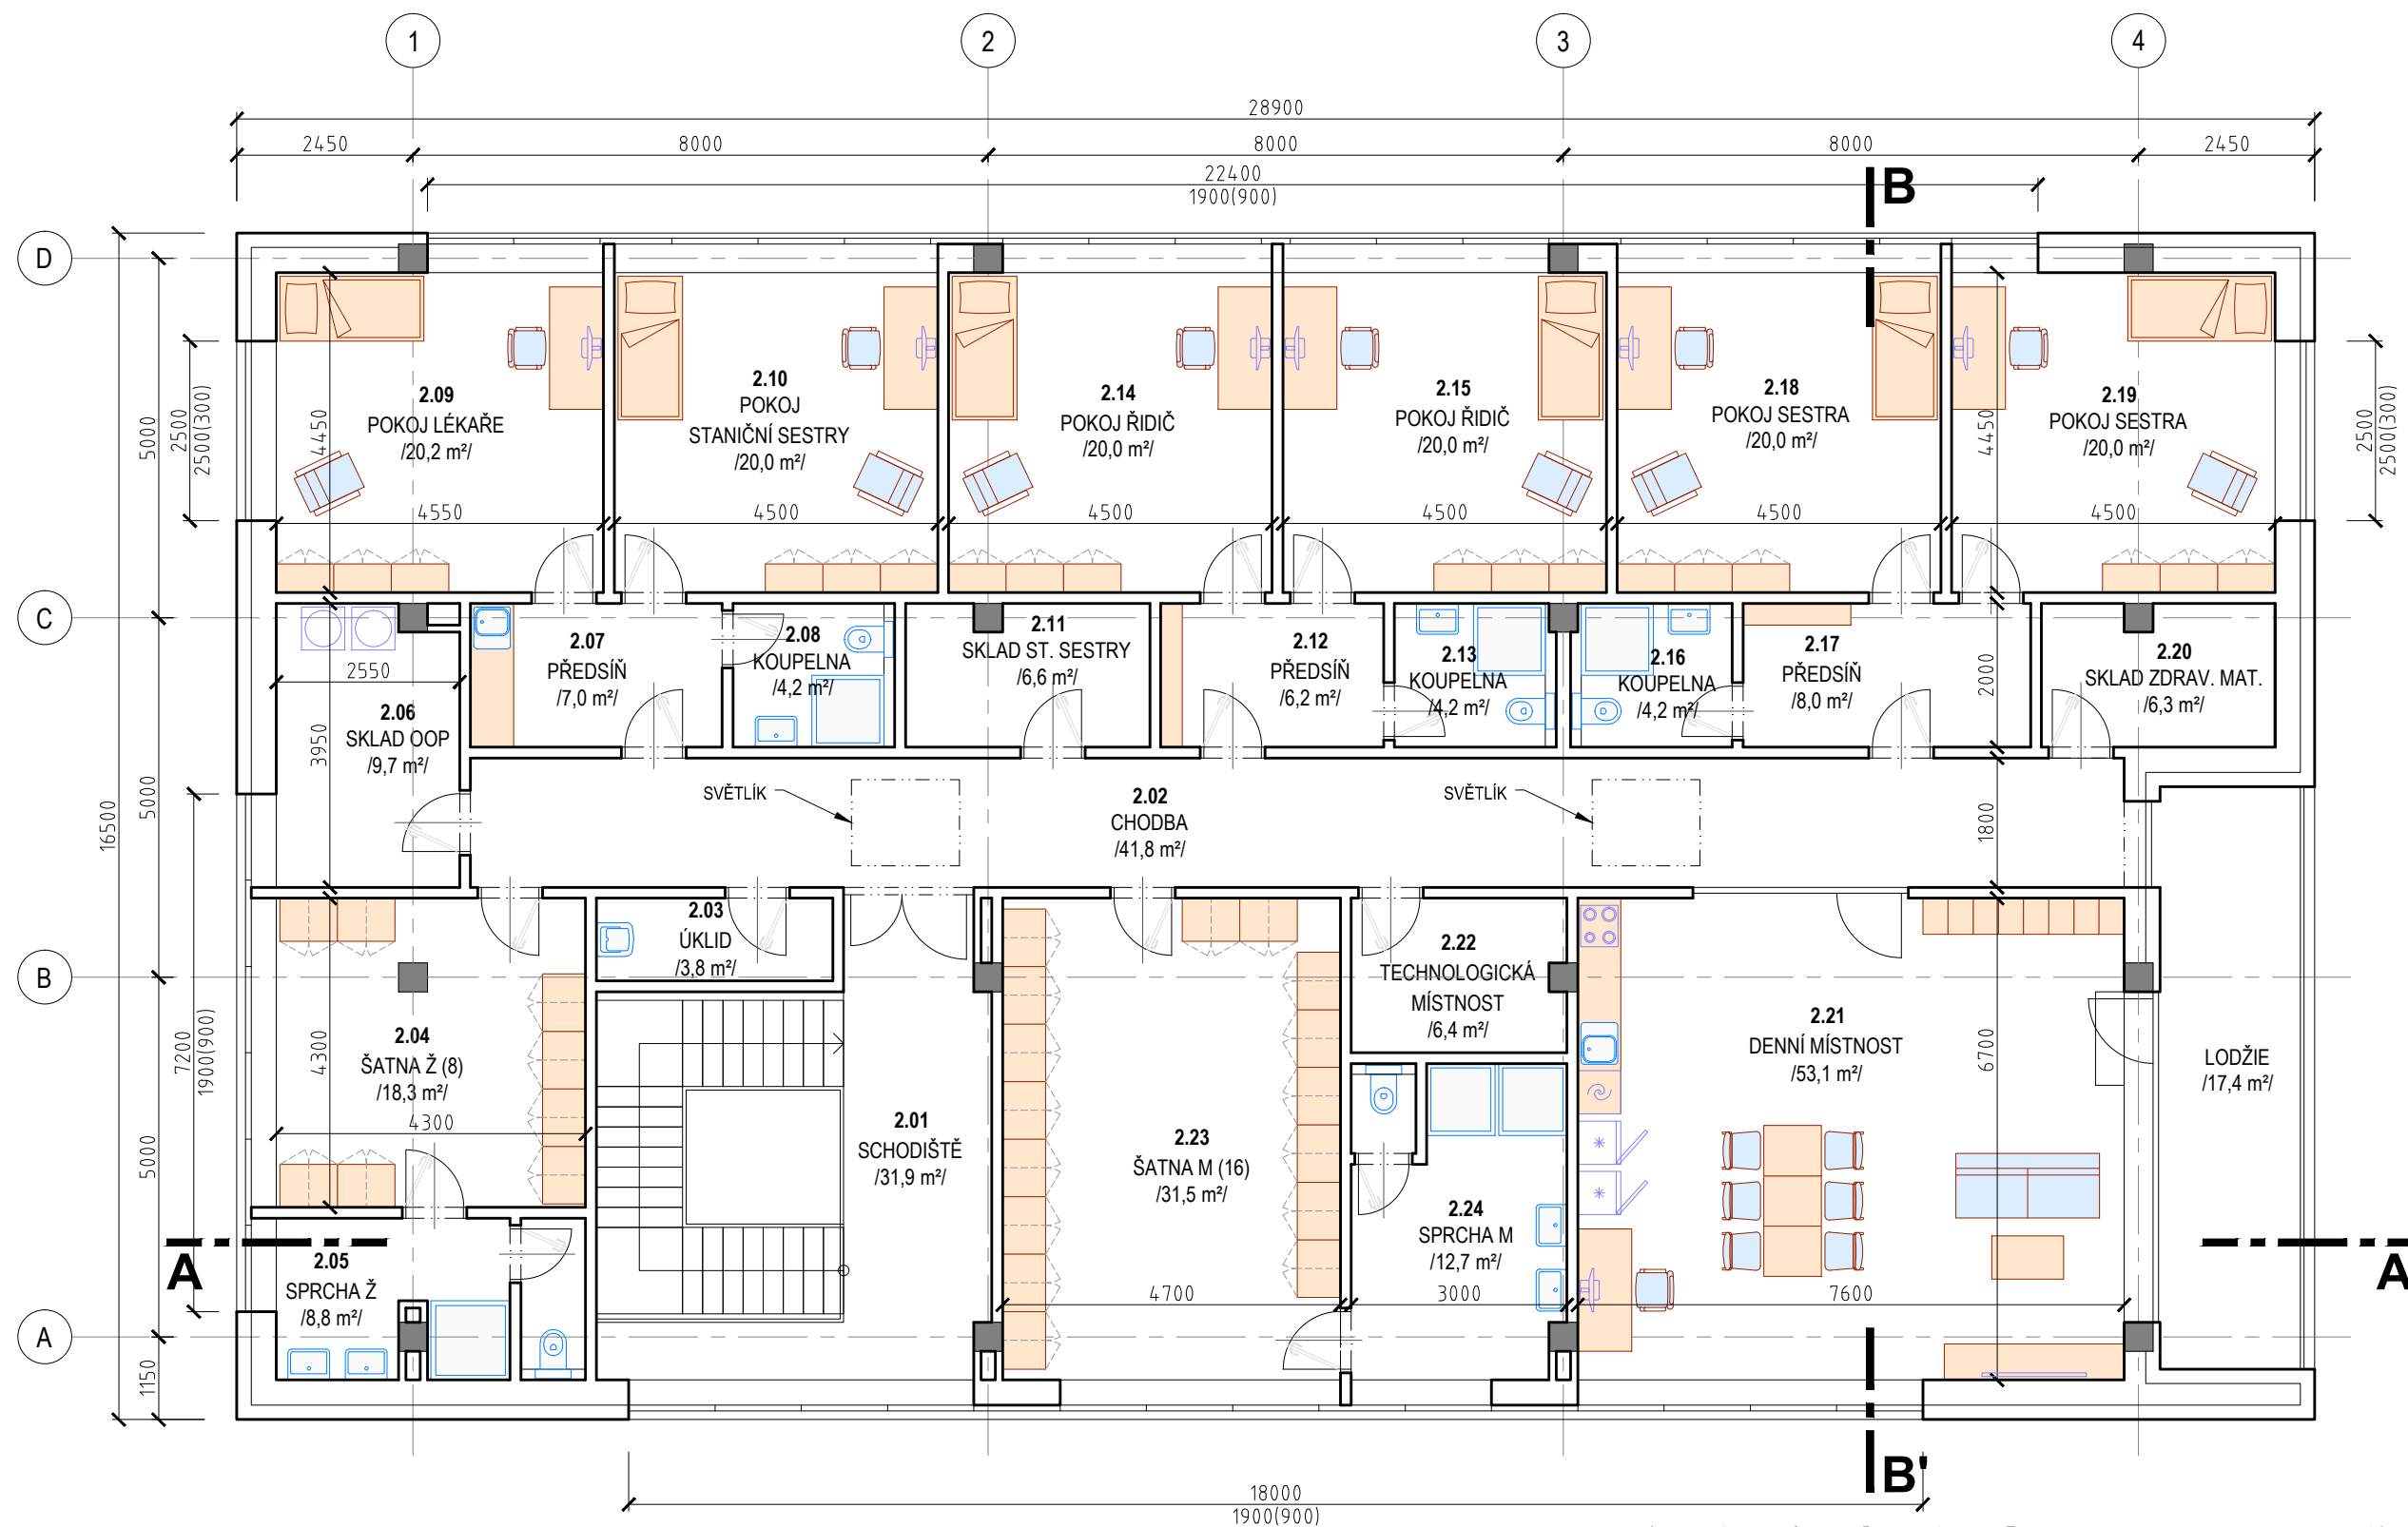 1
2
3
4
28900
2450
8000
8000
8000
2450
22400
1900(900)
B
D
C
B
A
16500
5000
5000
5000
1150
2500
2500(300)
7200
1900(900)
2500
2500(300)
2.09
POKOJ LÉKAŘE
/20,2 m²/
4450
4550
2.10
POKOJ
STANIČNÍ SESTRY
/20,0 m²/
4500
2.14
POKOJ ŘIDIČ
/20,0 m²/
4500
2.15
POKOJ ŘIDIČ
/20,0 m²/
4500
2.18
POKOJ SESTRA
/20,0 m²/
4500
2.19
POKOJ SESTRA
/20,0 m²/
4450
4500
2550
3950
2.06
SKLAD OOP
/9,7 m²/
2.07
PŘEDSÍŇ
/7,0 m²/
2.08
KOUPELNA
/4,2 m²/
2.11
SKLAD ST. SESTRY
/6,6 m²/
2.12
PŘEDSÍŇ
/6,2 m²/
2.13
KOUPELNA
/4,2 m²/
2.16
KOUPELNA
/4,2 m²/
2.17
PŘEDSÍŇ
/8,0 m²/
2000
2.20
SKLAD ZDRAV. MAT.
/6,3 m²/
SVĚTLÍK
2.02
CHODBA
/41,8 m²/
SVĚTLÍK
1800
2.03
ÚKLID
/3,8 m²/
2.04
ŠATNA Ž (8)
/18,3 m²/
4300
4300
2.01
SCHODIŠTĚ
/31,9 m²/
2.23
ŠATNA M (16)
/31,5 m²/
4700
2.22
TECHNOLOGICKÁ
MÍSTNOST
/6,4 m²/
2.24
SPRCHA M
/12,7 m²/
3000
2.21
DENNÍ MÍSTNOST
/53,1 m²/
6700
7600
LODŽIE
/17,4 m²/
2.05
SPRCHA Ž
/8,8 m²/
A
A
B'
18000
1900(900)